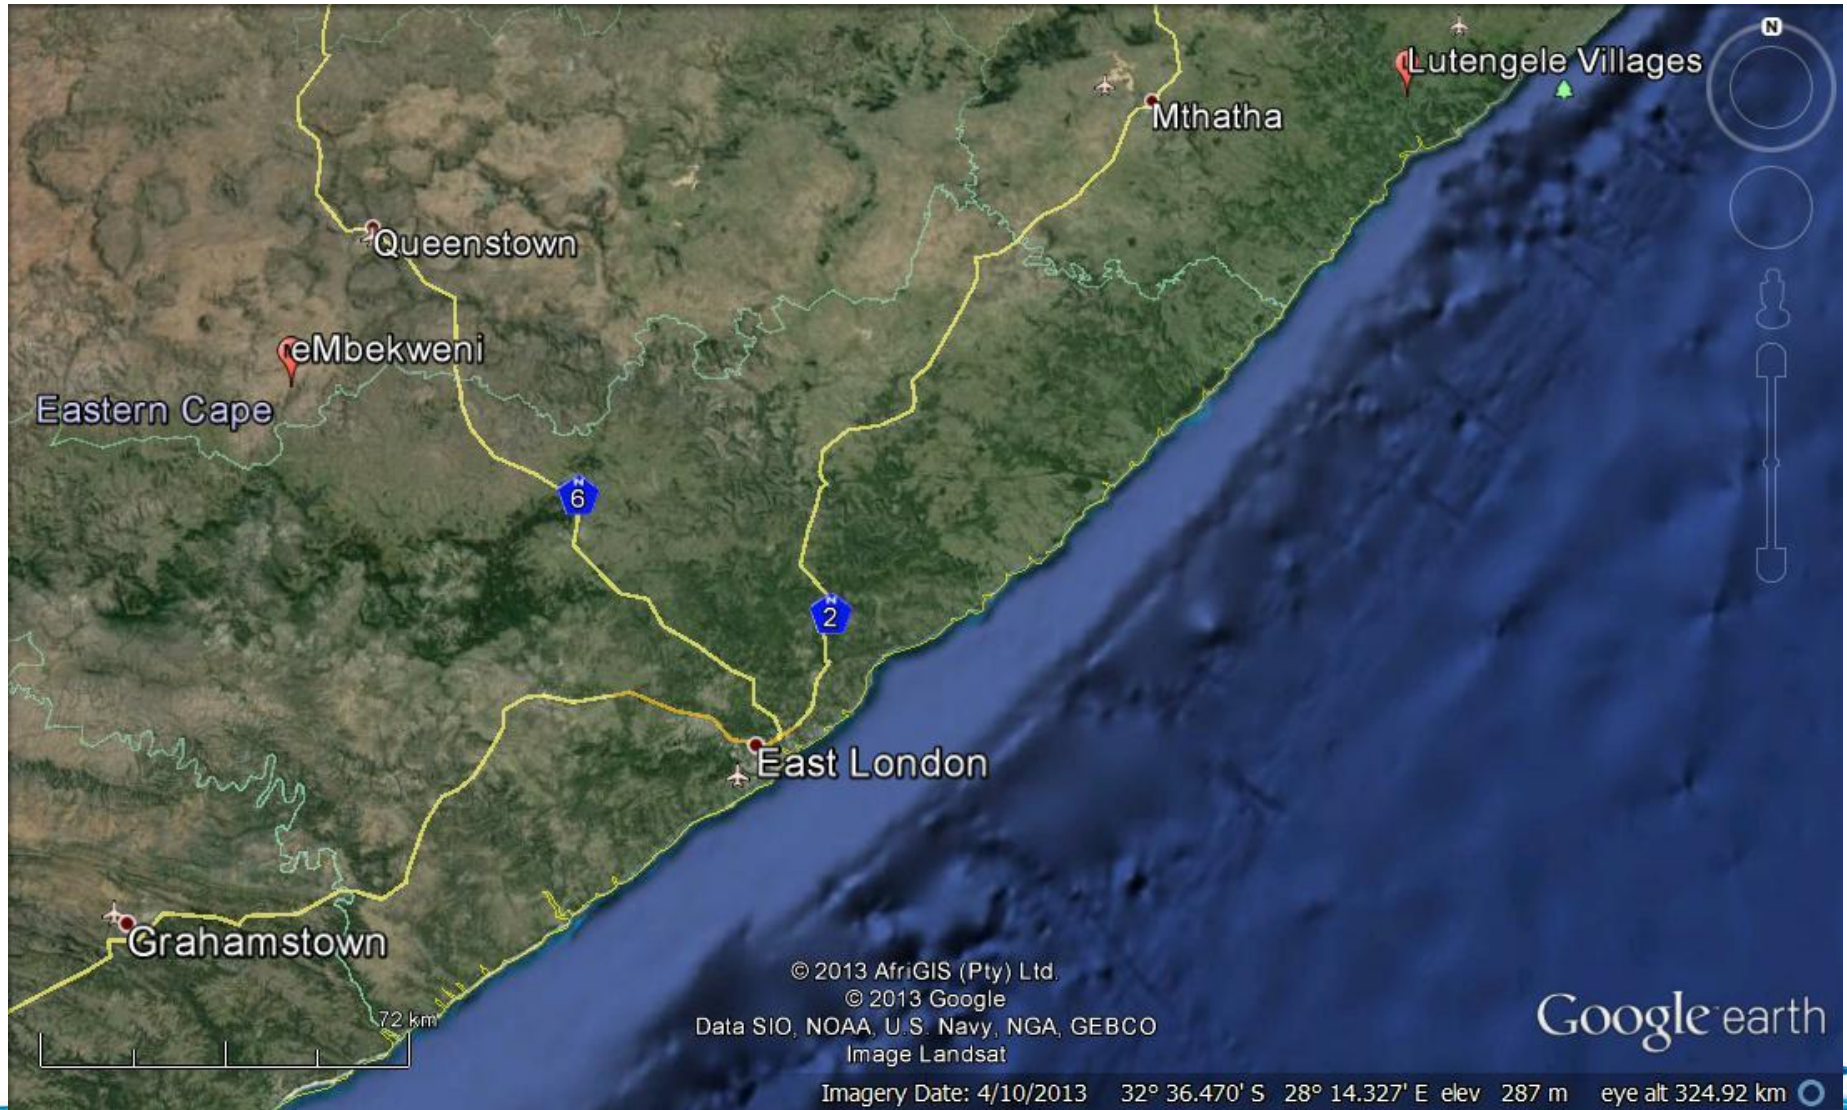 N
Lutengele Villages
Mthatha
Queenstown
eMbekweni
Eastern Cape
N
6
N
2
East London
Grahamstown
72 km
© 2013 AfriGIS (Pty) Ltd.
© 2013 Google
Data SIO, NOAA, U.S. Navy, NGA, GEBCO
Image Landsat
Google earth
Imagery Date: 4/10/2013 32° 36.470' S 28° 14.327' E elev 287 m eye alt 324.92 km